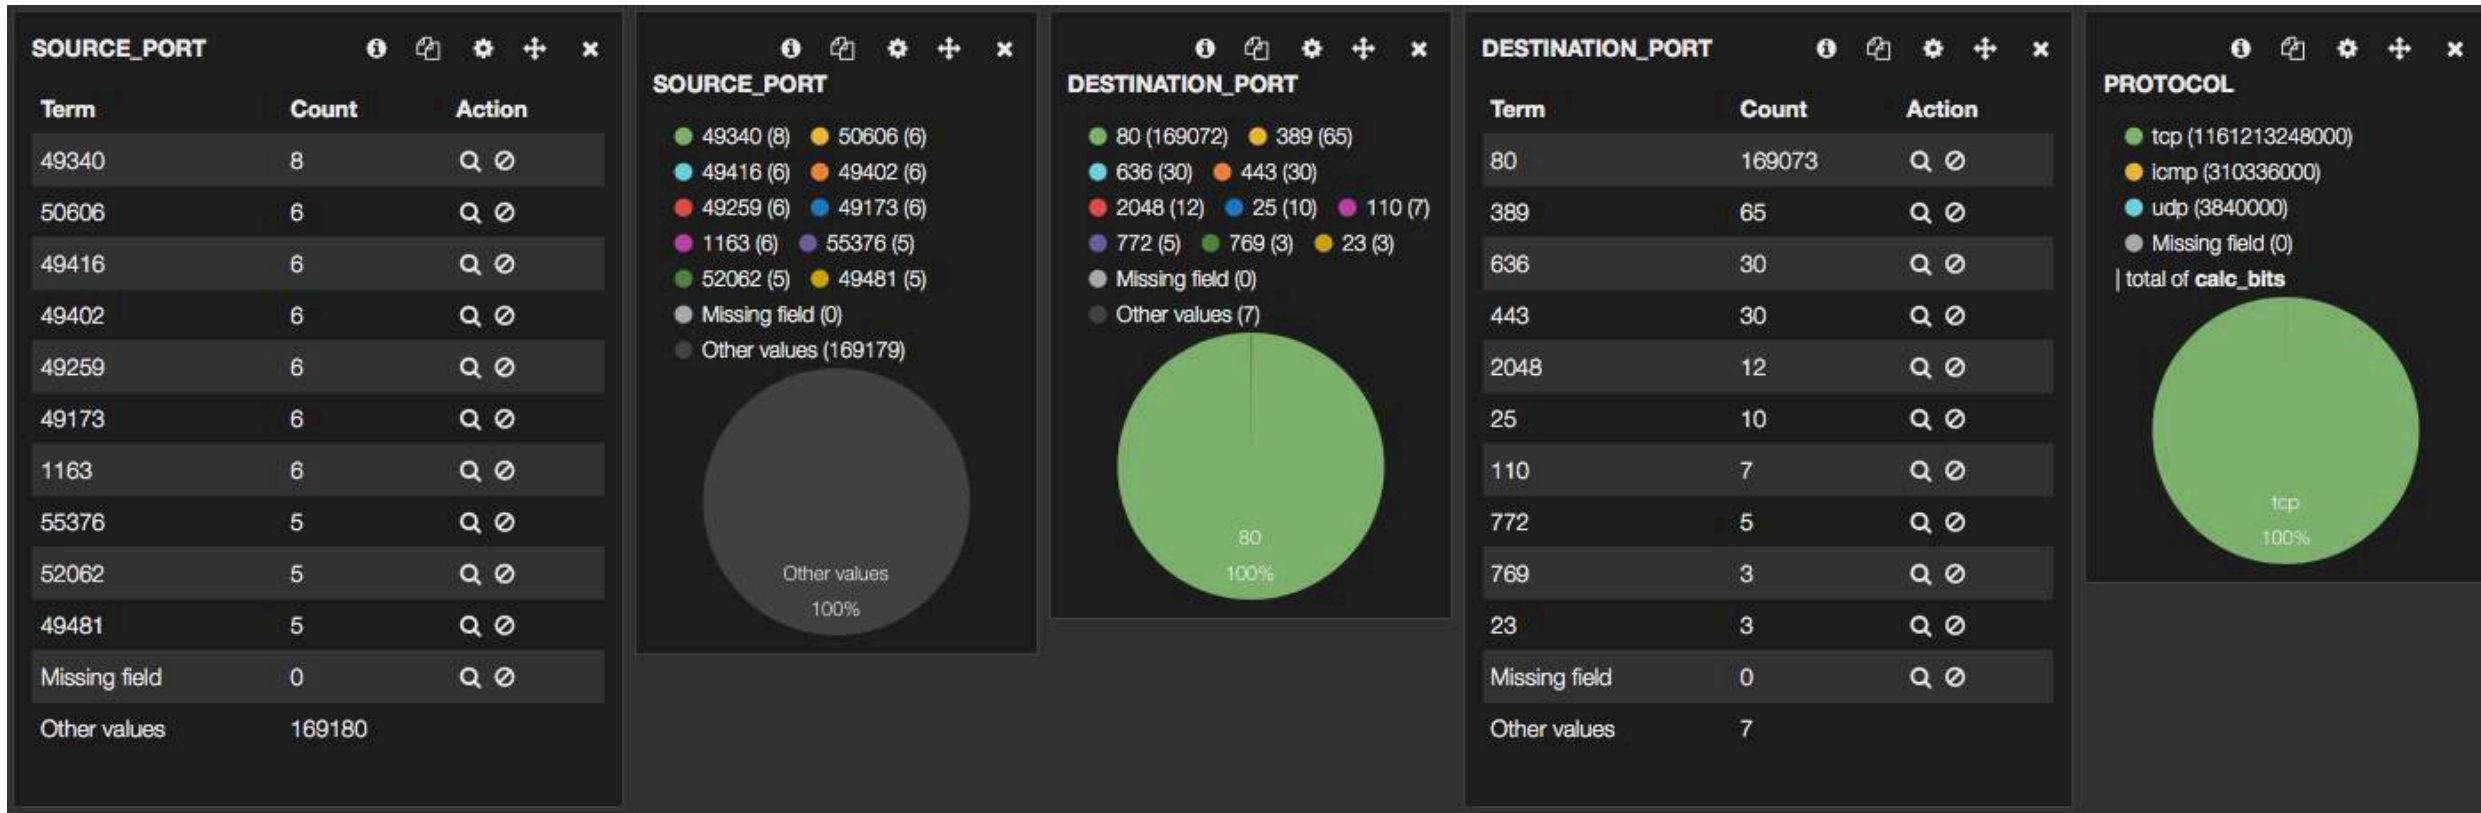 SOURCE_PORT
Term Count Action
49340 8
50606 6
49416 6
49402 6
49259 6
49173 6
1163 6
55376 5
52062 5
49481 5
Missing field 0
Other values 169180
SOURCE_PORT
49340 (8) 50606 (6)
49416 (6) 49402 (6)
49259 (6) 49173 (6)
1163 (6) 55376 (5)
52062 (5) 49481 (5)
Missing field (0)
Other values (169179)
Other values
100%
DESTINATION_PORT
80 (169072) 389 (65)
636 (30) 443 (30)
2048 (12) 25 (10) 110 (7)
772 (5) 769 (3) 23 (3)
Missing field (0)
Other values (7)
80
100%
DESTINATION_PORT
Term Count Action
80 169073
389 65
636 30
443 30
2048 12
25 10
110 7
772 5
769 3
23 3
Missing field 0
Other values 7
PROTOCOL
tcp (1161213248000)
icmp (310336000)
udp (3840000)
Missing field (0)
| total of calc_bits
tcp
100%